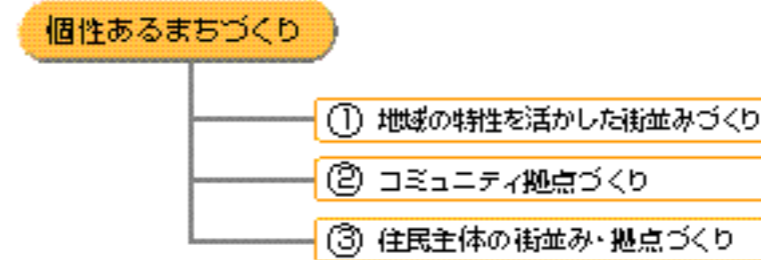 個性あるまちづくり
① 地域の特性を活かした街並みづくり
② コミュニティ拠点づくり
③ 住民主体の街並み・拠点づくり